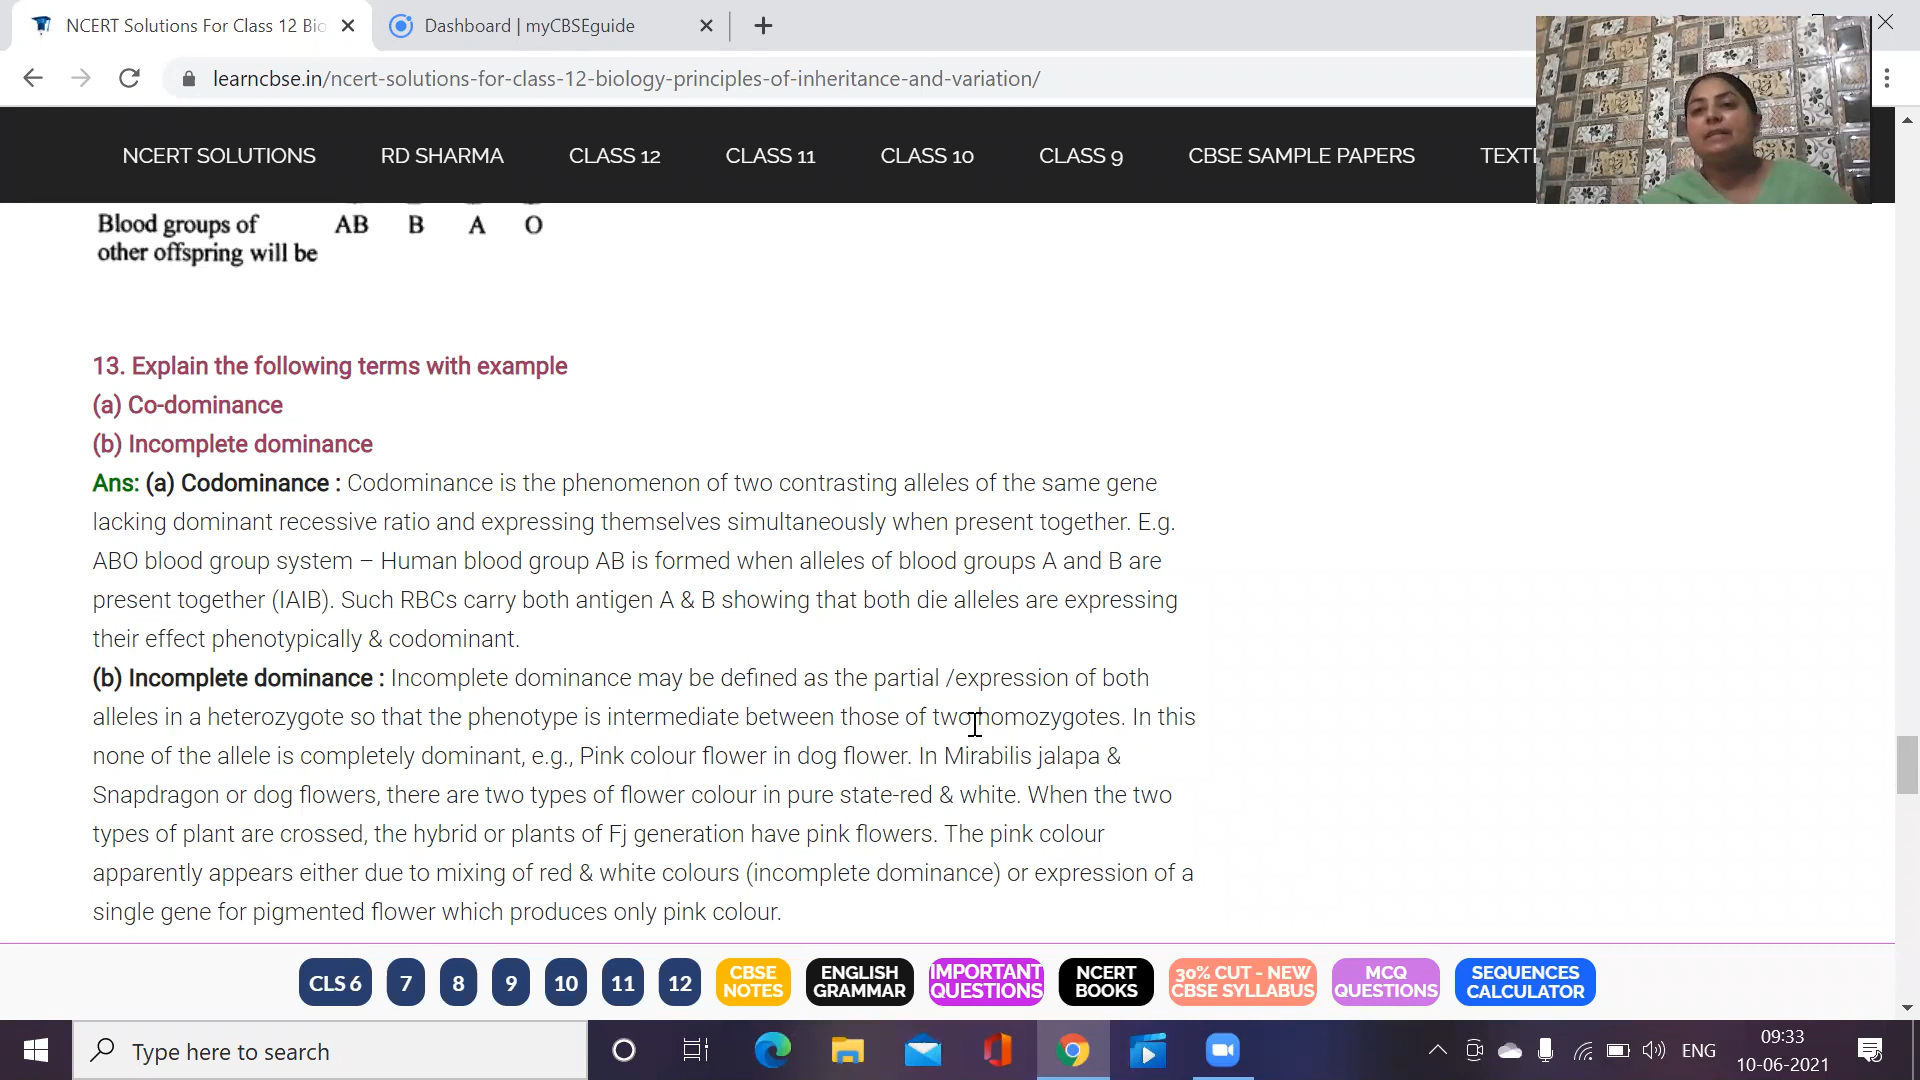 NCERT Solutions For Class 12 Bio
Dashboard | myCBSEguide
learncbse.in/ncert-solutions-for-class-12-biology-principles-of-inheritance-and-variation/
NCERT SOLUTIONS RD SHARMA CLASS 12 CLASS 11 CLASS 10 CLASS 9 CBSE SAMPLE PAPERS
Blood groups of AB B A O
other offspring will be
13. Explain the following terms with example
(a) Co-dominance
(b) Incomplete dominance
Ans: (a) Codominance : Codominance is the phenomenon of two contrasting alleles of the same gene
lacking dominant recessive ratio and expressing themselves simultaneously when present together. E.g.
ABO blood group system – Human blood group AB is formed when alleles of blood groups A and B are
present together (IAIB). Such RBCs carry both antigen A & B showing that both die alleles are expressing
their effect phenotypically & codominant.
(b) Incomplete dominance : Incomplete dominance may be defined as the partial /expression of both
alleles in a heterozygote so that the phenotype is intermediate between those of two homozygotes. In this
none of the allele is completely dominant, e.g., Pink colour flower in dog flower. In Mirabilis jalapa &
Snapdragon or dog flowers, there are two types of flower colour in pure state-red & white. When the two
types of plant are crossed, the hybrid or plants of Fj generation have pink flowers. The pink colour
apparently appears either due to mixing of red & white colours (incomplete dominance) or expression of a
single gene for pigmented flower which produces only pink colour.
CLS 6 7 8 9 10 11 12
CBSE
NOTES
ENGLISH
GRAMMAR
IMPORTANT
QUESTIONS
NCERT
BOOKS
30% CUT - NEW
CBSE SYLLABUS
MCQ
QUESTIONS
SEQUENCES
CALCULATOR
Type here to search
ENG
09:33
10-06-2021